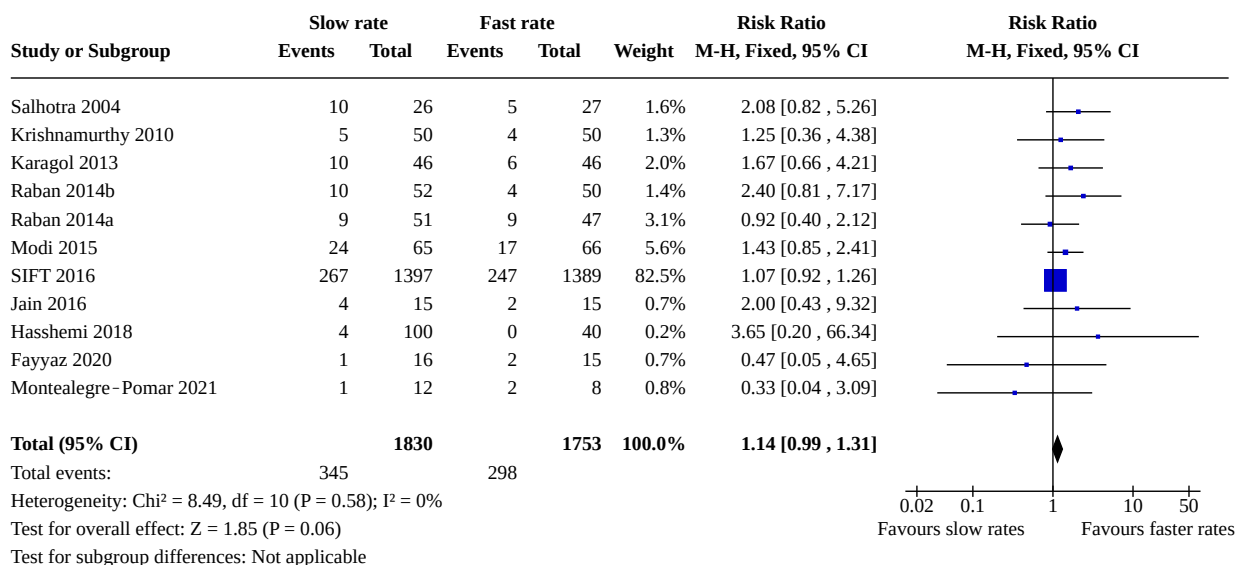 Slow rate Fast rate Risk Ratio Risk Ratio
Study or Subgroup Events Total Events Total Weight M-H, Fixed, 95% CI M-H, Fixed, 95% CI
Salhotra 2004 10 26 5 27 1.6% 2.08 [0.82 , 5.26]
Krishnamurthy 2010 5 50 4 50 1.3% 1.25 [0.36 , 4.38]
Karagol 2013 10 46 6 46 2.0% 1.67 [0.66 , 4.21]
Raban 2014b 10 52 4 50 1.4% 2.40 [0.81 , 7.17]
Raban 2014a 9 51 9 47 3.1% 0.92 [0.40 , 2.12]
Modi 2015 24 65 17 66 5.6% 1.43 [0.85 , 2.41]
SIFT 2016 267 1397 247 1389 82.5% 1.07 [0.92 , 1.26]
Jain 2016 4 15 2 15 0.7% 2.00 [0.43 , 9.32]
Hasshemi 2018 4 100 0 40 0.2% 3.65 [0.20 , 66.34]
Fayyaz 2020 1 16 2 15 0.7% 0.47 [0.05 , 4.65]
Montealegre-Pomar 2021 1 12 2 8 0.8% 0.33 [0.04 , 3.09]
Total (95% CI) 1830 1753 100.0% 1.14 [0.99 , 1.31]
Total events: 345 298
Heterogeneity: Chi² = 8.49, df = 10 (P = 0.58); I² = 0%
0.02 0.1 1 10 50
Test for overall effect: Z = 1.85 (P = 0.06) Favours slow rates Favours faster rates
Test for subgroup differences: Not applicable